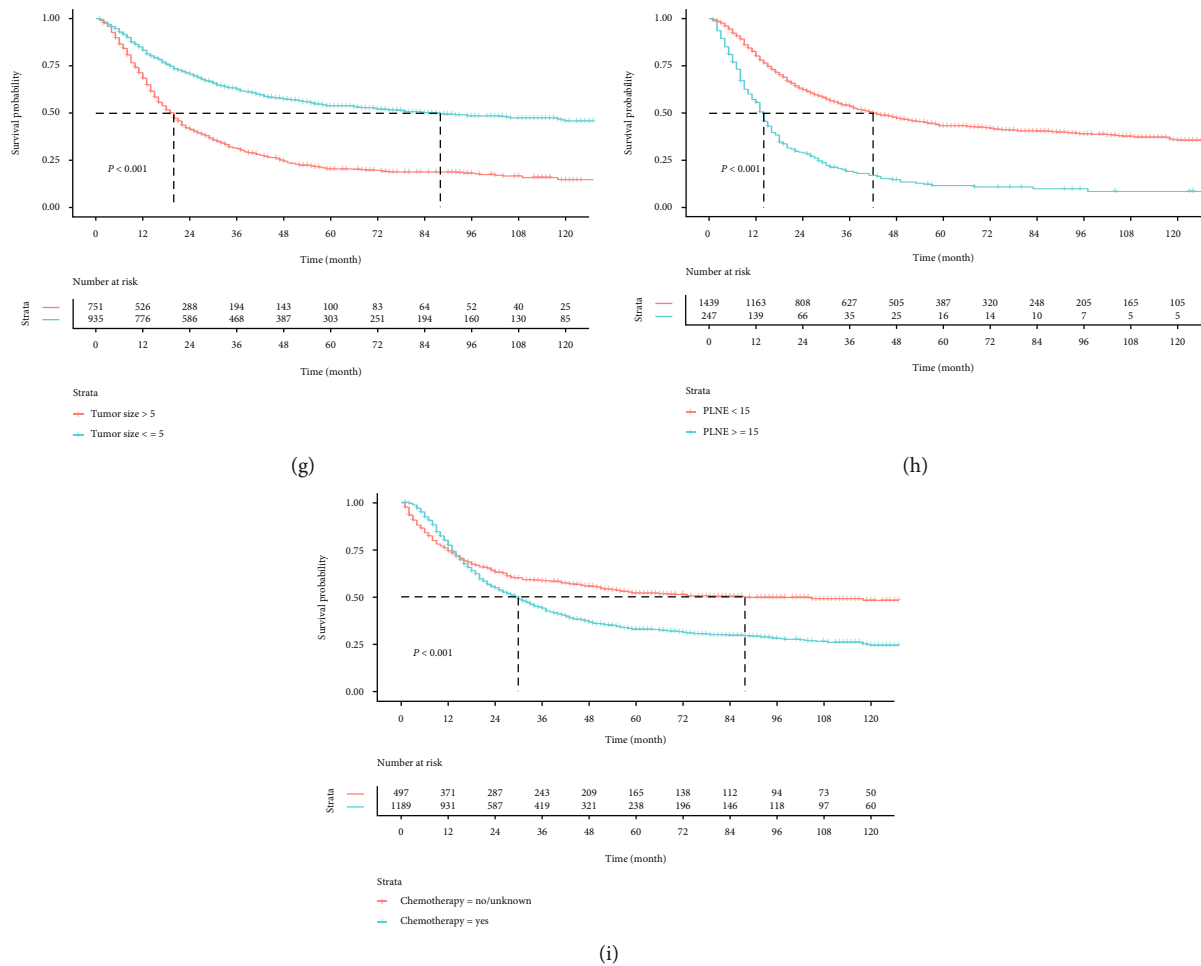 1.00
0.75
0.50
0.25
0.00
Survival probability
P < 0.001
0 12 24 36 48 60 72 84 96 108 120
Time (month)
Number at risk
Strata
751 526 288 194 143 100 83 64 52 40 25
935 776 586 468 387 303 251 194 160 130 85
0 12 24 36 48 60 72 84 96 108 120
Time (month)
Strata
Tumor size > 5
Tumor size < = 5
(g)
1.00
0.75
0.50
0.25
0.00
Survival probability
P < 0.001
0 12 24 36 48 60 72 84 96 108 120
Time (month)
Number at risk
Strata
1439 1163 808 627 505 387 320 248 205 165 105
247 139 66 35 25 16 14 10 7 5 5
0 12 24 36 48 60 72 84 96 108 120
Time (month)
Strata
PLNE < 15
PLNE > = 15
(h)
1.00
0.75
0.50
0.25
0.00
Survival probability
P < 0.001
0 12 24 36 48 60 72 84 96 108 120
Time (month)
Number at risk
Strata
497 371 287 243 209 165 138 112 94 73 50
1189 931 587 419 321 238 196 146 118 97 60
0 12 24 36 48 60 72 84 96 108 120
Time (month)
Strata
Chemotherapy = no/unknown
Chemotherapy = yes
(i)